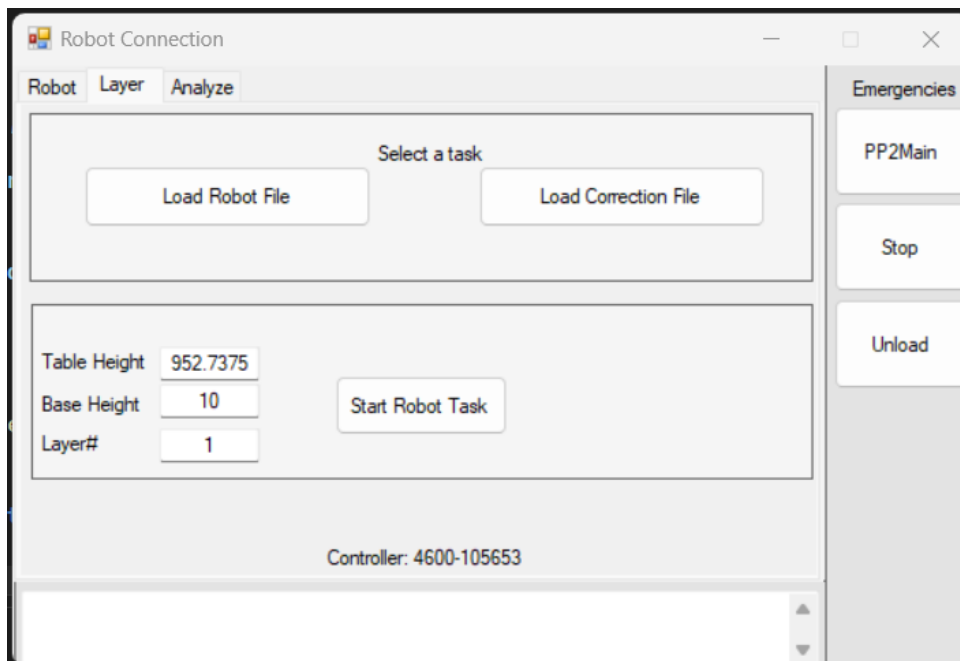 Robot Connection
Robot Layer Analyze
Emergencies
Select a task
Load Robot File Load Correction File
PP2Main
Stop
Unload
Table Height 952.7375
Base Height 10
Start Robot Task
Layer# 1
Controller: 4600-105653